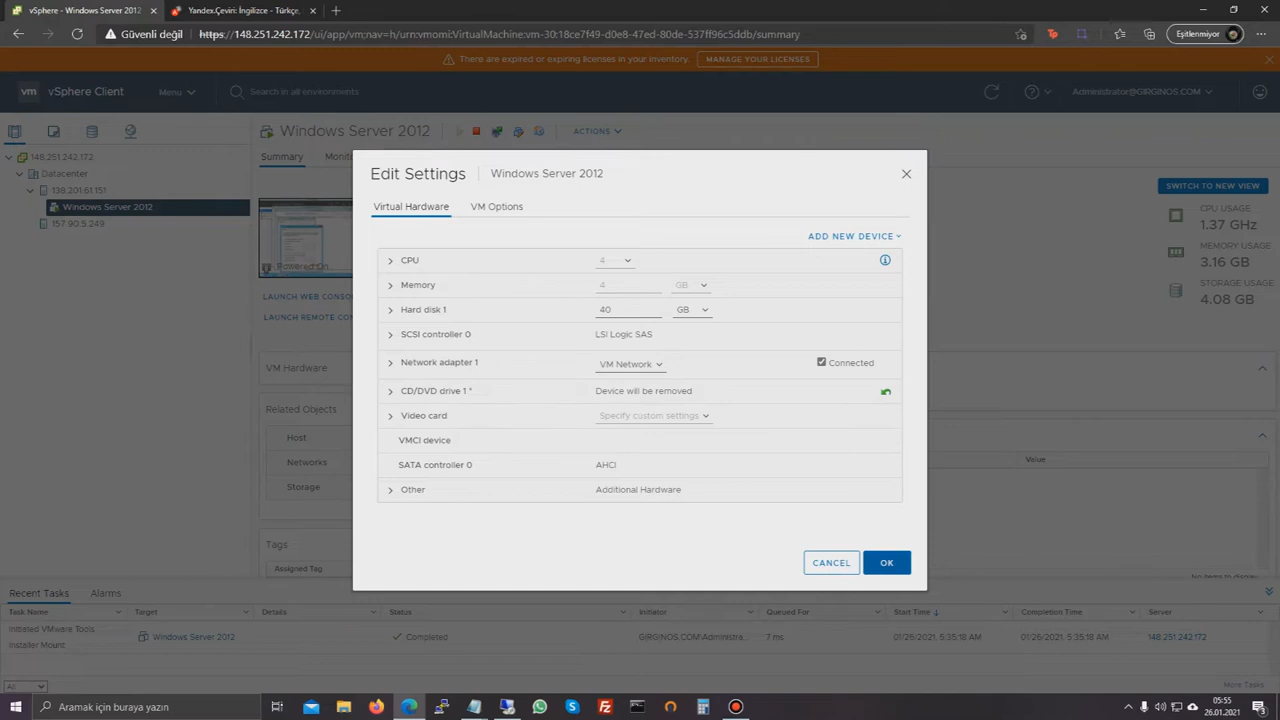 vSphere - Windows Server 2012
Yandex.Çeviri: İngilizce - Türkçe,
Güvenli değil
https://148.251.242.172/ui/app/vm;nav=h/urn:vmomi:VirtualMachine:vm-30:18ce7f49-d0e8-47ed-80de-537ff96c5ddb/summary
Eşitlenmiyor
There are expired or expiring licenses in your inventory.
MANAGE YOUR LICENSES
vm
vSphere Client
Menu
Search in all environments
Administrator@GIRGINOS.COM
148.251.242.172
Datacenter
138.201.61.151
Windows Server 2012
157.90.5.249
Windows Server 2012
ACTIONS
Summary
Powered On
SWITCH TO NEW VIEW
CPU USAGE
1.37 GHz
MEMORY USAGE
3.16 GB
STORAGE USAGE
4.08 GB
VM Hardware
Related Objects
Host
Networks
Storage
Tags
Assigned Tag
Value
Edit Settings
Windows Server 2012
Virtual Hardware
VM Options
ADD NEW DEVICE
CPU
4
Memory
4
GB
Hard disk 1
40
GB
SCSI controller 0
LSI Logic SAS
Network adapter 1
VM Network
Connected
CD/DVD drive 1 *
Device will be removed
Video card
Specify custom settings
VMCI device
SATA controller 0
AHCI
Other
Additional Hardware
CANCEL
OK
Recent Tasks
Alarms
Task Name
Target
Details
Status
Initiator
Queued For
Start Time
Completion Time
Server
Initiated VMware Tools
Installer Mount
Windows Server 2012
Completed
GIRGINOS.COM\Administra...
7 ms
01/26/2021, 5:35:18 AM
01/26/2021, 5:35:18 AM
148.251.242.172
All
More Tasks
Aramak için buraya yazın
05:55
26.01.2021